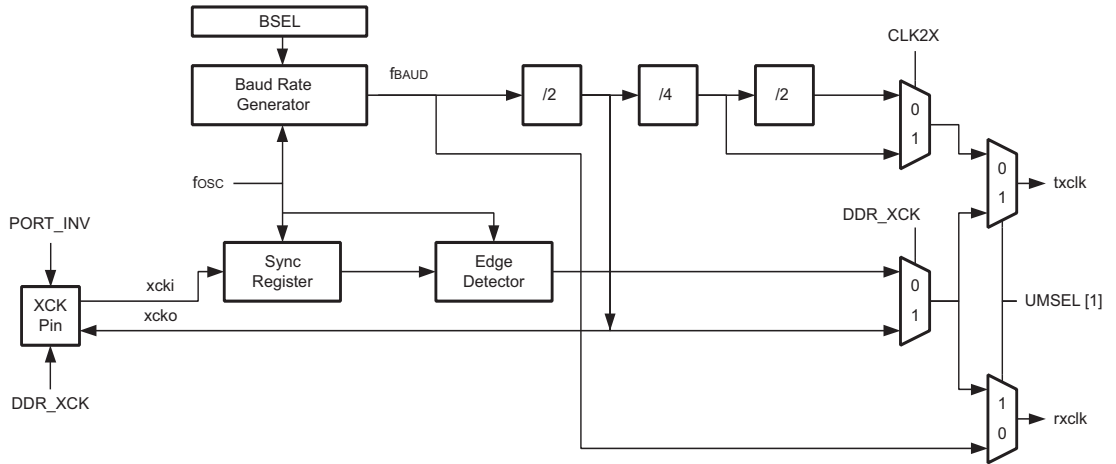 BSEL
CLK2X
Baud Rate
Generator
fBAUD
/2
/4
/2
0
1
0
1
txclk
fOSC
DDR_XCK
PORT_INV
Sync
Register
Edge
Detector
xcki
0
1
UMSEL [1]
XCK
Pin
xcko
DDR_XCK
1
0
rxclk